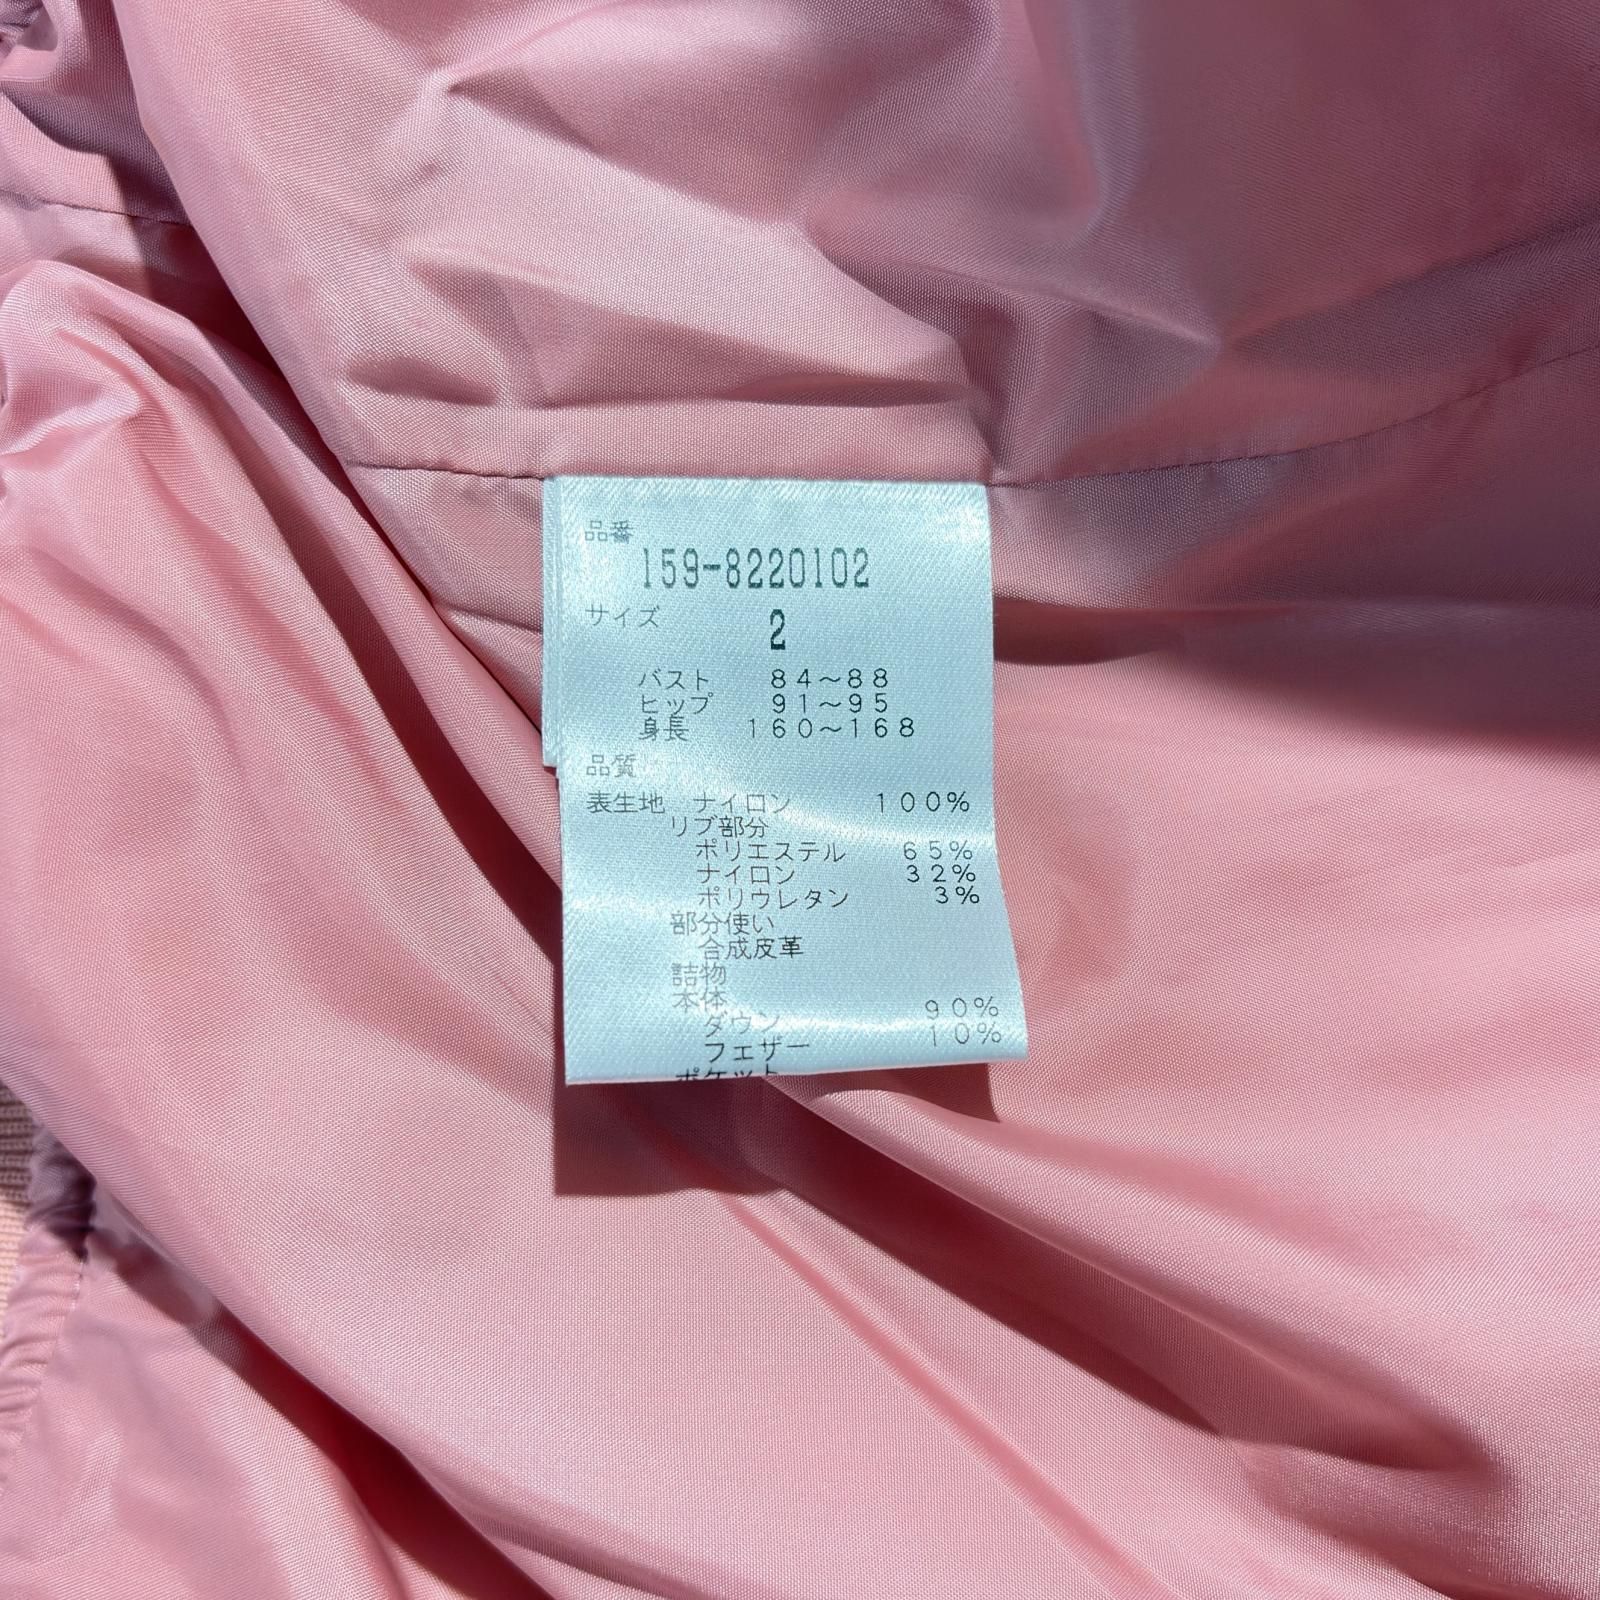 品番
159-8220102
サイズ 2
バスト 84～88
ヒップ 91～95
身長 160～168
品質
表生地 ナイロン 100%
リブ部分
ポリエステル 65%
ナイロン 32%
ポリウレタン 3%
部分使い
合成皮革
詰物
本体
ダウン 90%
フェザー 10%
ポケット